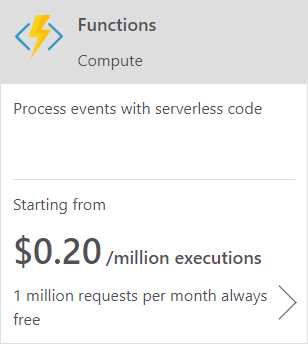 Functions
Compute
Process events with serverless code
Starting from
$0.20 /million executions
1 million requests per month always
free